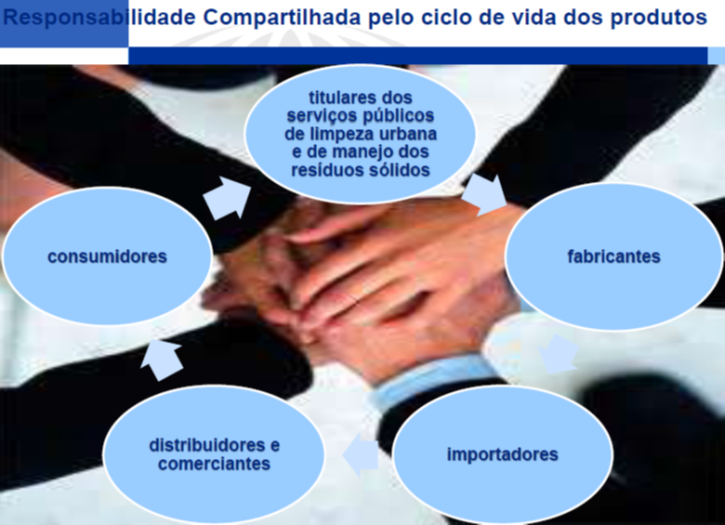 Responsabilidade Compartilhada pelo ciclo de vida dos produtos
titulares dos
serviços públicos
de limpeza urbana
e de manejo dos
resíduos sólidos
fabricantes
importadores
distribuidores e
comerciantes
consumidores